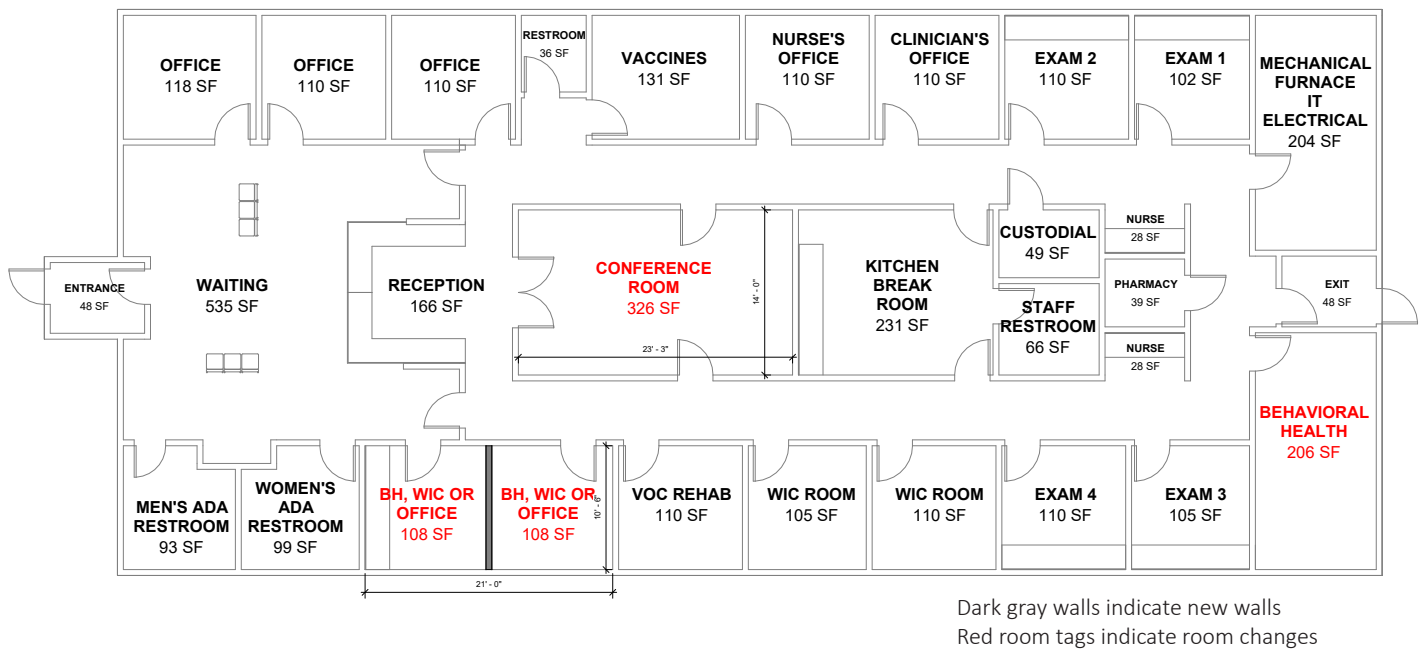 OFFICE
118 SF
OFFICE
110 SF
OFFICE
110 SF
RESTROOM
36 SF
VACCINES
131 SF
NURSE'S
OFFICE
110 SF
CLINICIAN'S
OFFICE
110 SF
EXAM 2
110 SF
EXAM 1
102 SF
MECHANICAL
FURNACE
IT
ELECTRICAL
204 SF
ENTRANCE
48 SF
WAITING
535 SF
RECEPTION
166 SF
CONFERENCE
ROOM
326 SF
14' - 0"
23' - 3"
KITCHEN
BREAK
ROOM
231 SF
CUSTODIAL
49 SF
STAFF
RESTROOM
66 SF
NURSE
28 SF
PHARMACY
39 SF
NURSE
28 SF
EXIT
48 SF
BEHAVIORAL
HEALTH
206 SF
MEN'S ADA
RESTROOM
93 SF
WOMEN'S
ADA
RESTROOM
99 SF
BH, WIC OR
OFFICE
108 SF
BH, WIC OR
OFFICE
108 SF
10' - 6"
21' - 0"
VOC REHAB
110 SF
WIC ROOM
105 SF
WIC ROOM
110 SF
EXAM 4
110 SF
EXAM 3
105 SF
Dark gray walls indicate new walls
Red room tags indicate room changes